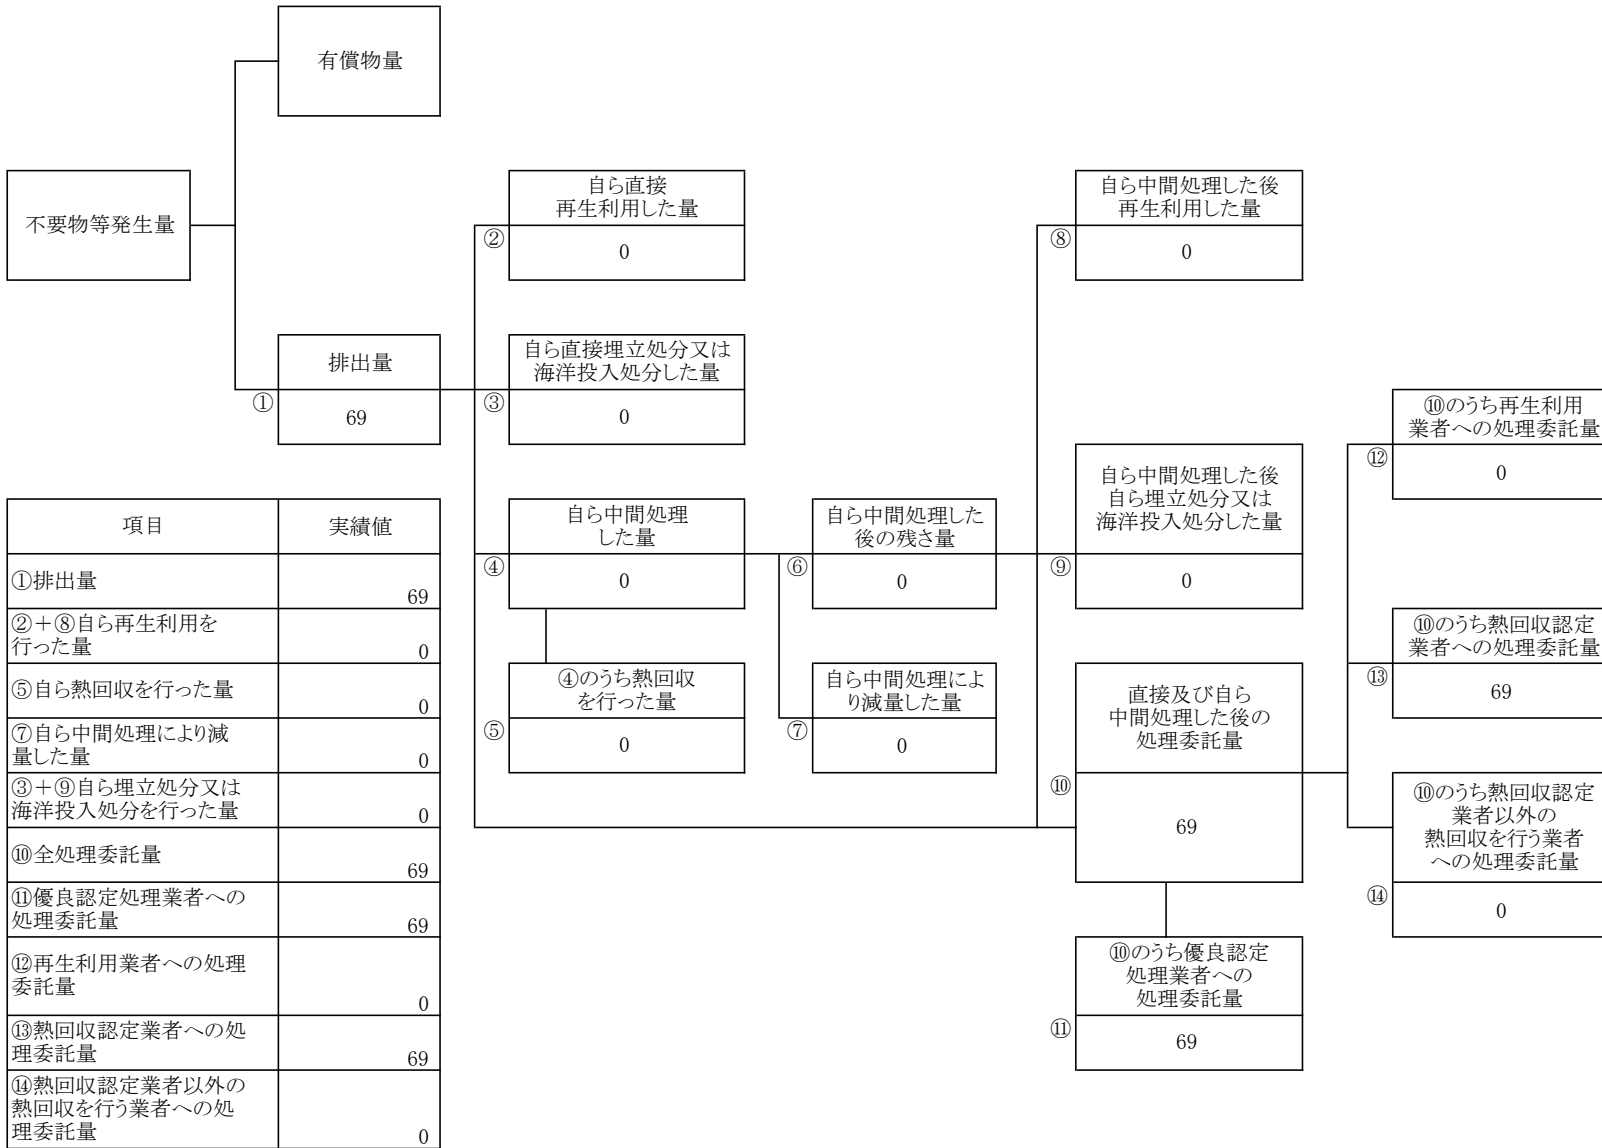 有償物量
不要物等発生量
排出量
①
69
自ら直接
再生利用した量
②
0
自ら直接埋立処分又は
海洋投入処分した量
③
0
自ら中間処理
した量
④
0
④のうち熱回収
を行った量
⑤
0
自ら中間処理した
後の残さ量
⑥
0
自ら中間処理によ
り減量した量
⑦
0
自ら中間処理した後
再生利用した量
⑧
0
自ら中間処理した後
自ら埋立処分又は
海洋投入処分した量
⑨
0
直接及び自ら
中間処理した後の
処理委託量
⑩
69
⑩のうち優良認定
処理業者への
処理委託量
⑪
69
⑩のうち再生利用
業者への処理委託量
⑫
0
⑩のうち熱回収認定
業者への処理委託量
⑬
69
⑩のうち熱回収認定
業者以外の
熱回収を行う業者
への処理委託量
⑭
0
項目 実績値
①排出量 69
②+⑧自ら再生利用を
行った量 0
⑤自ら熱回収を行った量 0
⑦自ら中間処理により減
量した量 0
③+⑨自ら埋立処分又は
海洋投入処分を行った量 0
⑩全処理委託量 69
⑪優良認定処理業者への
処理委託量 69
⑫再生利用業者への処理
委託量 0
⑬熱回収認定業者への処
理委託量 69
⑭熱回収認定業者以外の
熱回収を行う業者への処
理委託量 0